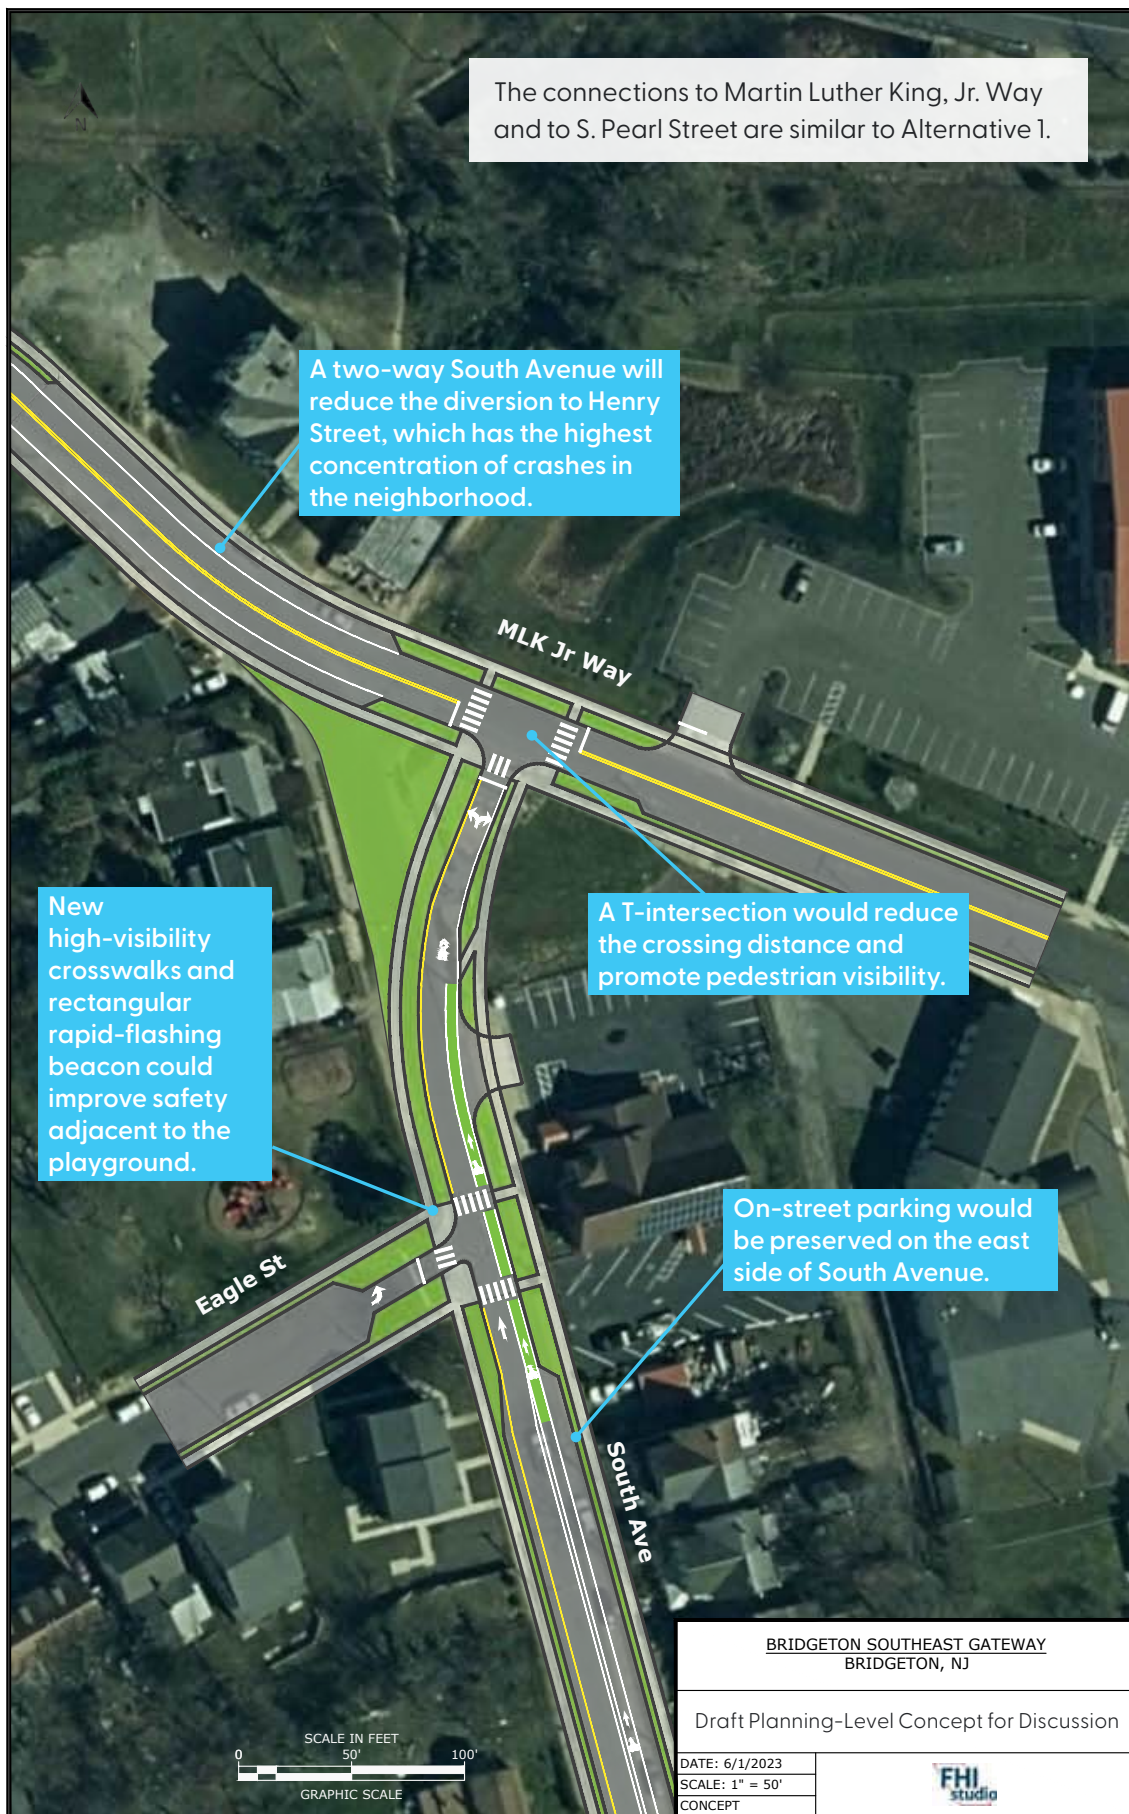 The connections to Martin Luther King, Jr. Way
and to S. Pearl Street are similar to Alternative 1.
N
A two-way South Avenue will
reduce the diversion to Henry
Street, which has the highest
concentration of crashes in
the neighborhood.
MLK Jr Way
New
high-visibility
crosswalks and
rectangular
rapid-flashing
beacon could
improve safety
adjacent to the
playground.
A T-intersection would reduce
the crossing distance and
promote pedestrian visibility.
On-street parking would
be preserved on the east
side of South Avenue.
Eagle St
South Ave
SCALE IN FEET
0 50' 100'
GRAPHIC SCALE
BRIDGETON SOUTHEAST GATEWAY
BRIDGETON, NJ
Draft Planning-Level Concept for Discussion
DATE: 6/1/2023
SCALE: 1" = 50'
CONCEPT
FHI
studio